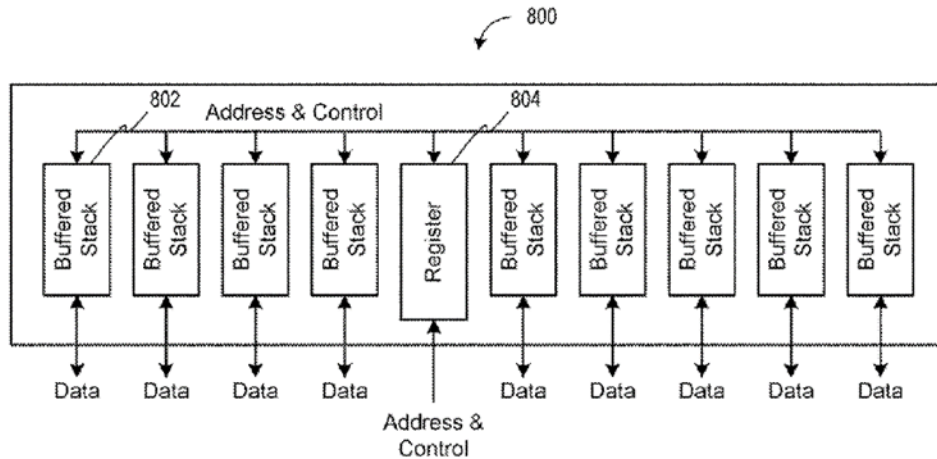 800
802
Address & Control
804
Buffered Stack
Buffered Stack
Buffered Stack
Buffered Stack
Register
Buffered Stack
Buffered Stack
Buffered Stack
Buffered Stack
Buffered Stack
Data
Data
Data
Data
Data
Data
Data
Data
Data
Address &
Control